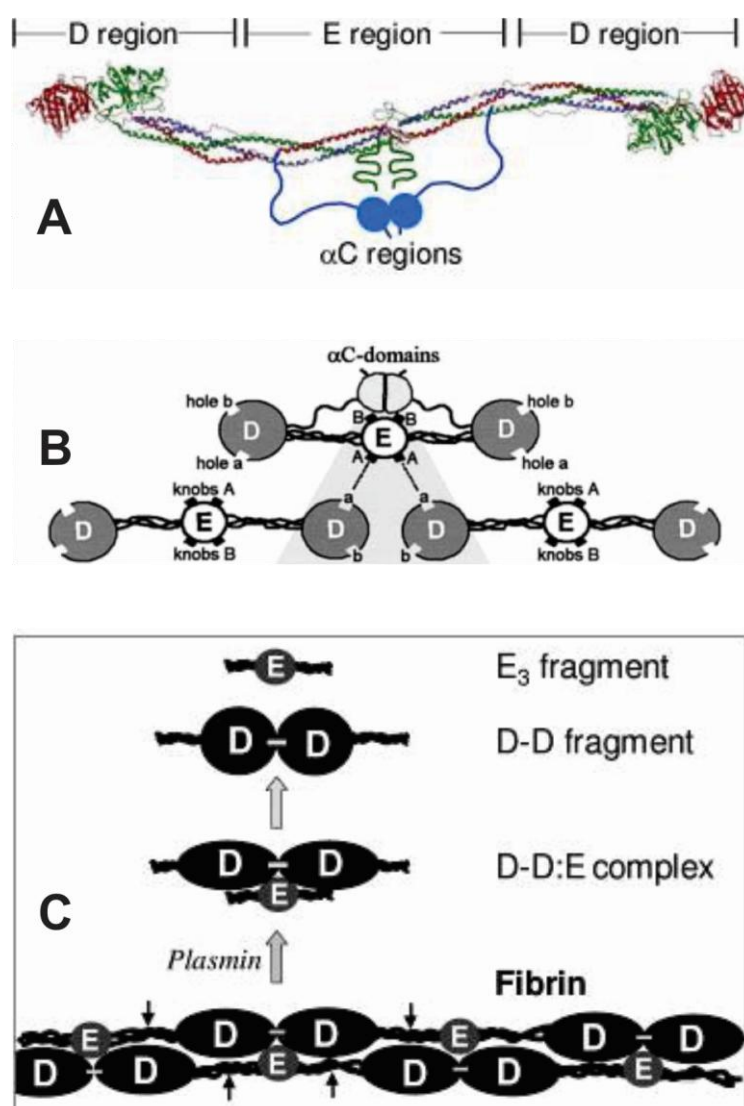 D region E region D region
A
αC regions
αC-domains
hole b B B hole b
D E D
B
hole a A A hole a
knobs A a a knobs A
D E D D E D
knobs B b b knobs B
E E₃ fragment
D D D-D fragment
D D D-D:E complex
E
C
Plasmin
Fibrin
E D D E D D
D D E D D E